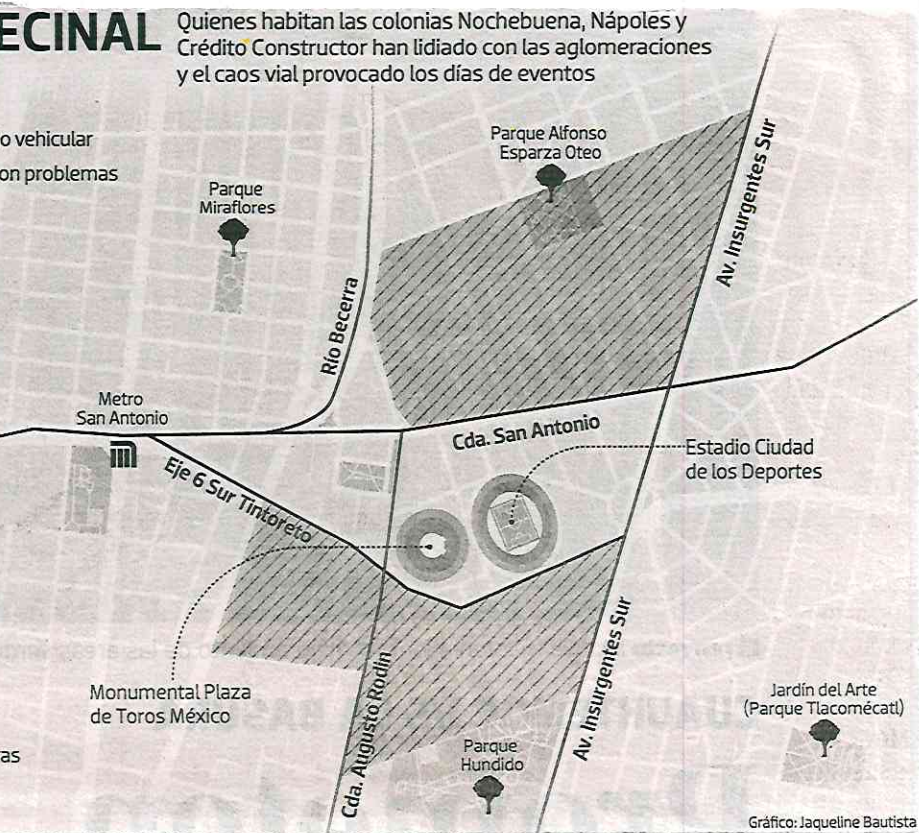 ECINAL
Quienes habitan las colonias Nochebuena, Nápoles y
Crédito Constructor han lidiado con las aglomeraciones
y el caos vial provocado los días de eventos
o vehicular
on problemas
Parque Alfonso
Esparza Oteo
Parque
Miraflores
Av. Insurgentes Sur
Río Becerra
Metro
San Antonio
Cda. San Antonio
Estadio Ciudad
de los Deportes
Eje 6 Sur Tintoreto
Monumental Plaza
de Toros México
Cda. Augusto Rodin
Av. Insurgentes Sur
Jardín del Arte
(Parque Tlacomécatl)
Parque
Hundido
as
Gráfico: Jaqueline Bautista